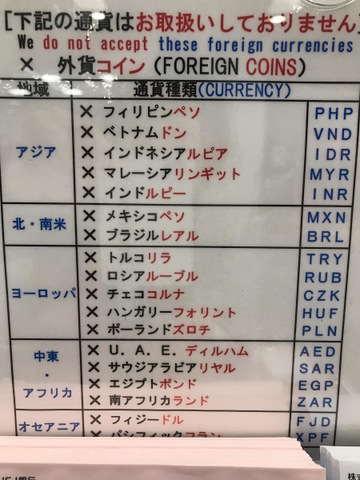 [下記の通貨はお取扱いしておりません
We do not accept these foreign currencies
× 外貨コイン (FOREIGN COINS)
地域 通貨種類(CURRENCY)
アジア
× フィリピンペソ PHP
× ベトナムドン VND
× インドネシアルピア IDR
× マレーシアリンギット MYR
× インドルピー INR
北・南米
× メキシコペソ MXN
× ブラジルレアル BRL
ヨーロッパ
× トルコリラ TRY
× ロシアルーブル RUB
× チェココルナ CZK
× ハンガリーフォリント HUF
× ポーランドズロチ PLN
中東・アフリカ
× U.A.E.ディルハム AED
× サウジアラビアリヤル SAR
× エジプトポンド EGP
× 南アフリカランド ZAR
オセアニア
× フィジードル FJD
× パシフィックフラン XPF